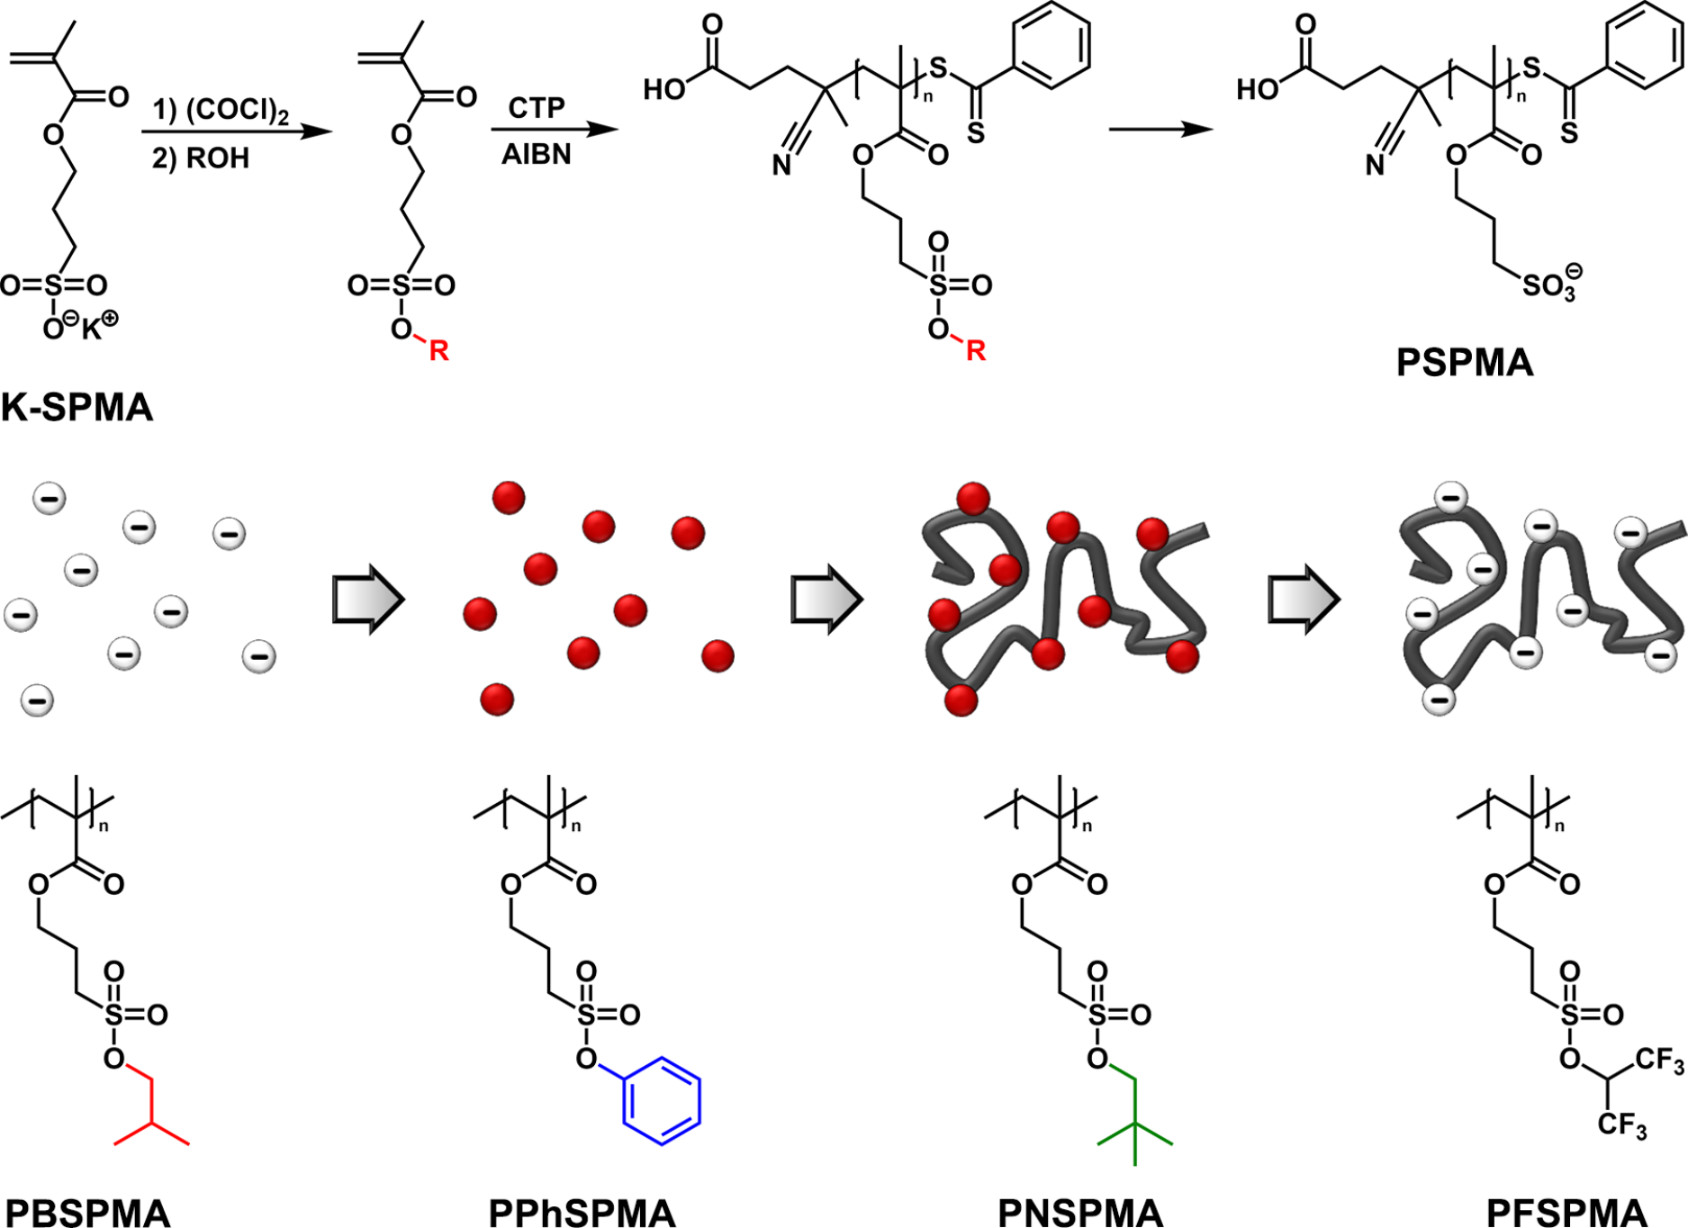 O
HO
N
n
S
S
O
O
O
O
O=S=O
O⊖K⊕
K-SPMA
1) (COCl)2
2) ROH
O
O
O=S=O
O
R
CTP
AIBN
O
S=O
O
R
O
HO
N
n
S
S
O
O
SO3⊖
PSPMA
− − − − − − − − −
− − − − − − − − −
n
O
O
O
S=O
O
PBSPMA
n
O
O
O
S=O
O
PPhSPMA
n
O
O
O
S=O
O
PNSPMA
n
O
O
O
S=O
O
CF3
CF3
PFSPMA